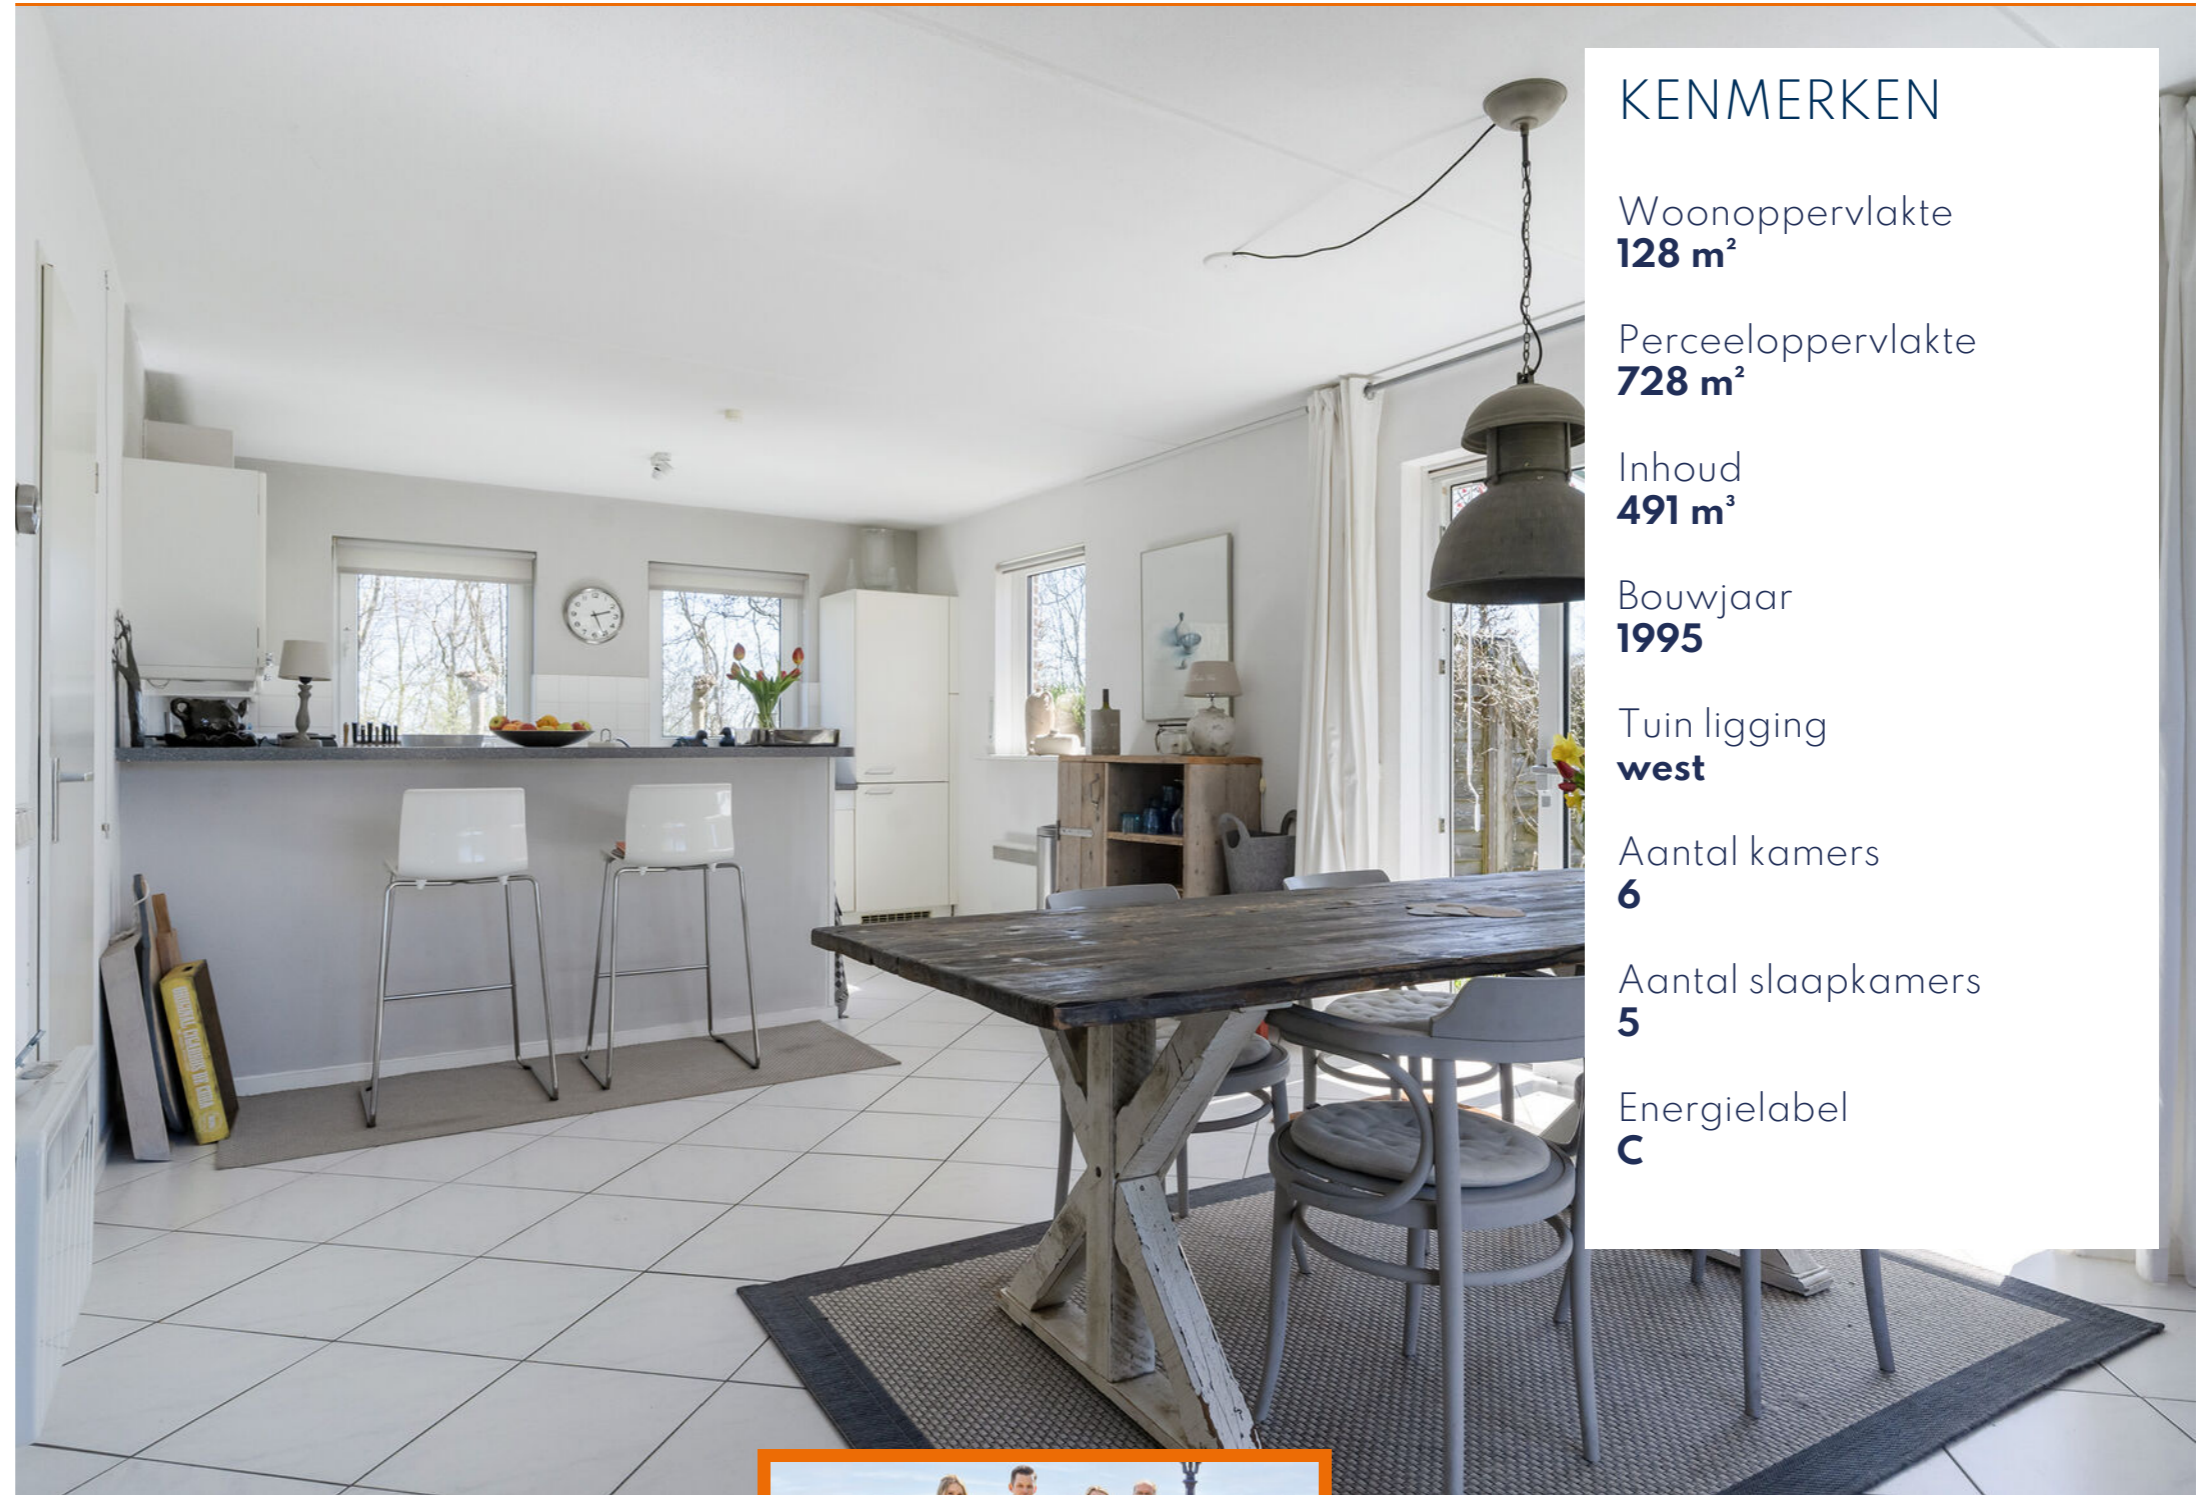 KENMERKEN
Woonoppervlakte
128 m²
Perceeloppervlakte
728 m²
Inhoud
491 m³
Bouwjaar
1995
Tuin ligging
west
Aantal kamers
6
Aantal slaapkamers
5
Energielabel
C